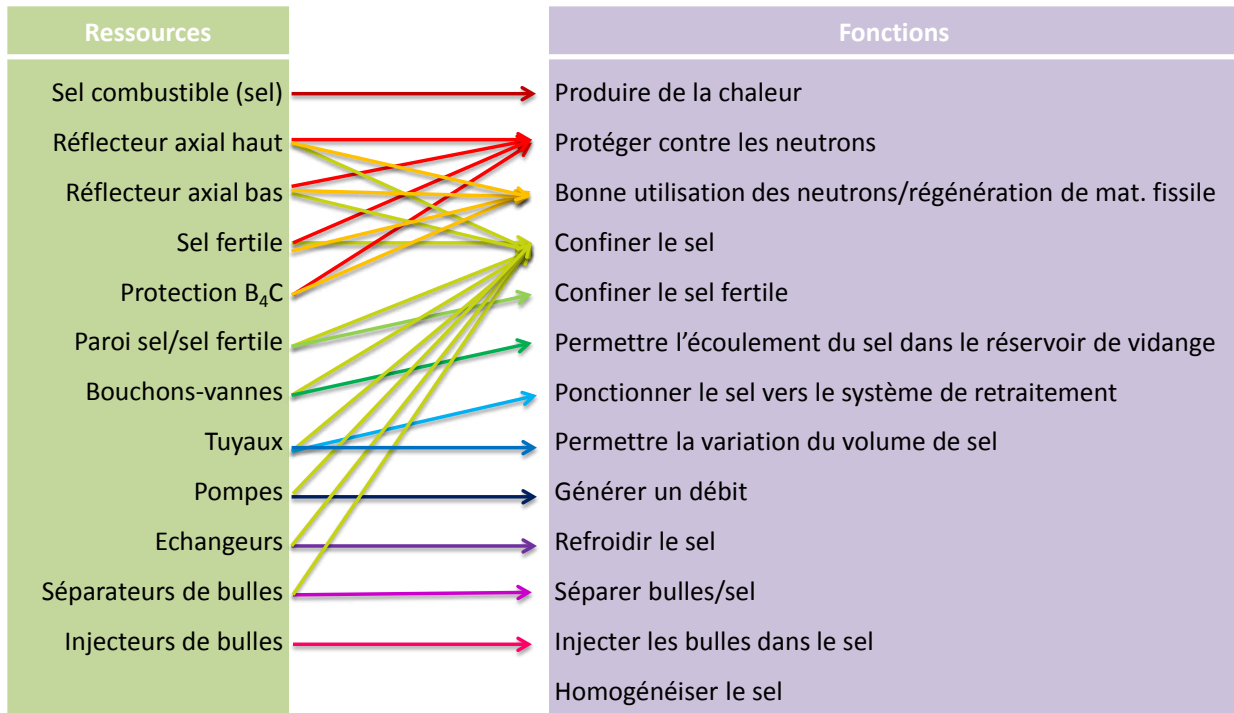 Ressources
Fonctions
Sel combustible (sel)
Produire de la chaleur
Réflecteur axial haut
Protéger contre les neutrons
Réflecteur axial bas
Bonne utilisation des neutrons/régénération de mat. fissile
Sel fertile
Confiner le sel
Protection B₄C
Confiner le sel fertile
Paroi sel/sel fertile
Permettre l’écoulement du sel dans le réservoir de vidange
Bouchons-vannes
Ponctionner le sel vers le système de retraitement
Tuyaux
Permettre la variation du volume de sel
Pompes
Générer un débit
Echangeurs
Refroidir le sel
Séparateurs de bulles
Séparer bulles/sel
Injecteurs de bulles
Injecter les bulles dans le sel
Homogénéiser le sel